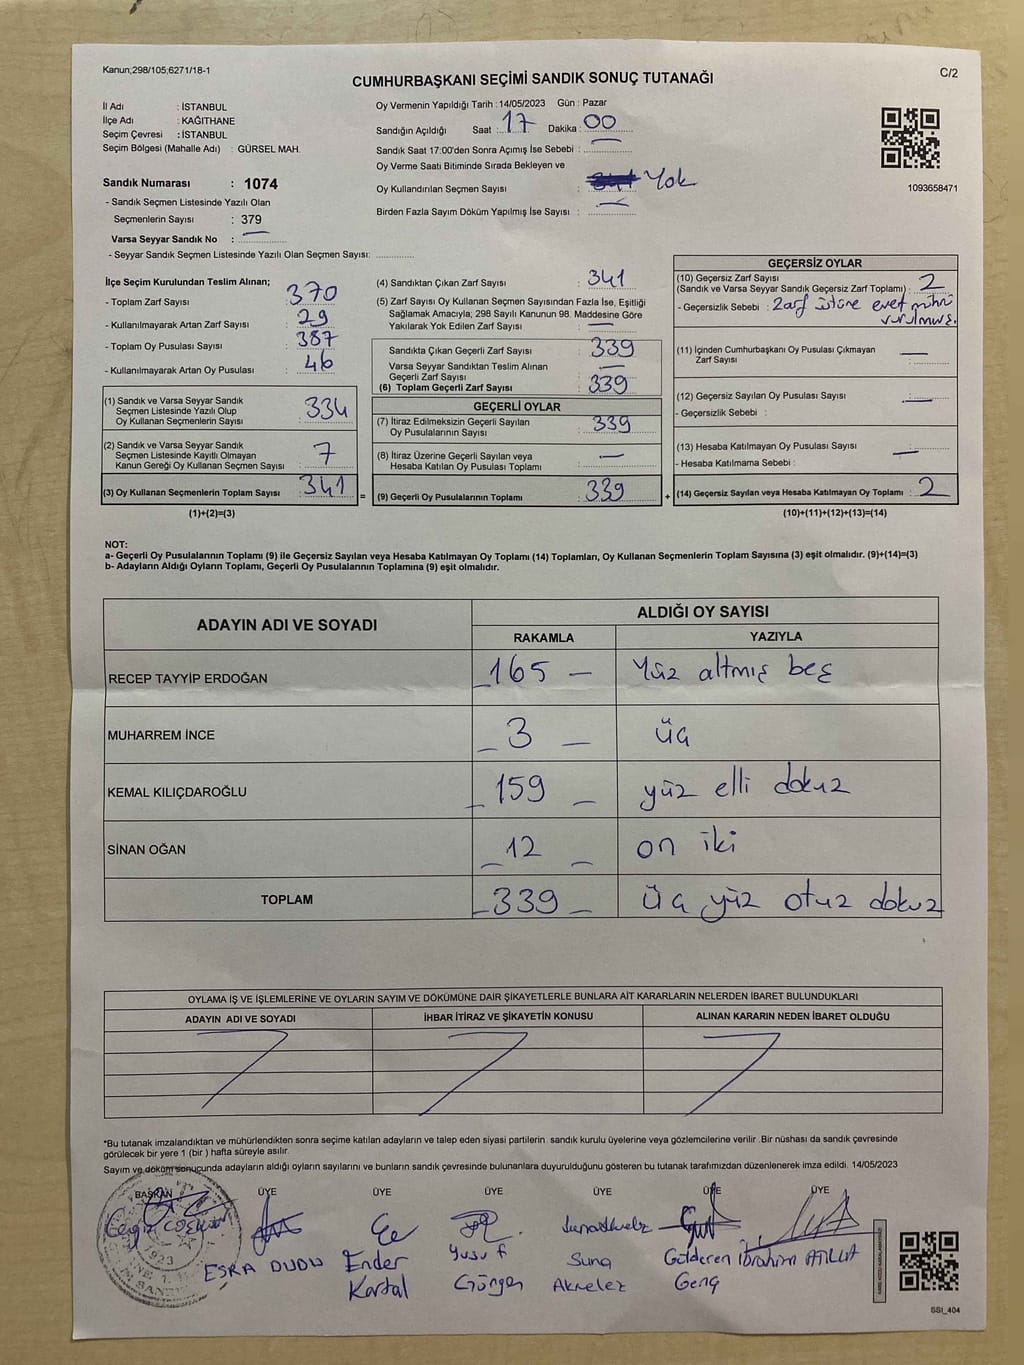 Kanun;298/105;6271/18-1
C/2
CUMHURBAŞKANI SEÇİMİ SANDIK SONUÇ TUTANAĞI
İl Adı : İSTANBUL
İlçe Adı : KAĞITHANE
Seçim Çevresi : İSTANBUL
Seçim Bölgesi (Mahalle Adı) : GÜRSEL MAH.
Sandık Numarası : 1074
- Sandık Seçmen Listesinde Yazılı Olan
Seçmenlerin Sayısı : 379
Varsa Seyyar Sandık No :
- Seyyar Sandık Seçmen Listesinde Yazılı Olan Seçmen Sayısı:
Oy Vermenin Yapıldığı Tarih : 14/05/2023 Gün : Pazar
Sandığın Açıldığı Saat : 17 Dakika : 00
Sandık Saat 17:00'den Sonra Açımış İse Sebebi :
Oy Verme Saati Bitiminde Sırada Bekleyen ve
Oy Kullandırılan Seçmen Sayısı : Yok
Birden Fazla Sayım Döküm Yapılmış İse Sayısı :
1093658471
İlçe Seçim Kurulundan Teslim Alınan;
- Toplam Zarf Sayısı : 370
- Kullanılmayarak Artan Zarf Sayısı : 29
- Toplam Oy Pusulası Sayısı : 387
- Kullanılmayarak Artan Oy Pusulası : 46
(1) Sandık ve Varsa Seyyar Sandık
Seçmen Listesinde Yazılı Olup
Oy Kullanan Seçmenlerin Sayısı : 334
(2) Sandık ve Varsa Seyyar Sandık
Seçmen Listesinde Kayıtlı Olmayan
Kanun Gereği Oy Kullanan Seçmen Sayısı : 7
(3) Oy Kullanan Seçmenlerin Toplam Sayısı : 341 =
(1)+(2)=(3)
(4) Sandıktan Çıkan Zarf Sayısı : 341
(5) Zarf Sayısı Oy Kullanan Seçmen Sayısından Fazla İse, Eşitliği
Sağlamak Amacıyla; 298 Sayılı Kanunun 98. Maddesine Göre
Yakılarak Yok Edilen Zarf Sayısı : —
Sandıkta Çıkan Geçerli Zarf Sayısı : 339
Varsa Seyyar Sandıktan Teslim Alınan
Geçerli Zarf Sayısı : —
(6) Toplam Geçerli Zarf Sayısı : 339
GEÇERLİ OYLAR
(7) İtiraz Edilmeksizin Geçerli Sayılan
Oy Pusulalarının Sayısı : 339
(8) İtiraz Üzerine Geçerli Sayılan veya
Hesaba Katılan Oy Pusulası Toplamı : —
(9) Geçerli Oy Pusulalarının Toplamı : 339 +
GEÇERSİZ OYLAR
(10) Geçersiz Zarf Sayısı
(Sandık ve Varsa Seyyar Sandık Geçersiz Zarf Toplamı) : 2
- Geçersizlik Sebebi : Zarf üstüne evet mührü
vurulmuş.
(11) İçinden Cumhurbaşkanı Oy Pusulası Çıkmayan
Zarf Sayısı : —
(12) Geçersiz Sayılan Oy Pusulası Sayısı : —
- Geçersizlik Sebebi :
(13) Hesaba Katılmayan Oy Pusulası Sayısı : —
- Hesaba Katılmama Sebebi :
(14) Geçersiz Sayılan veya Hesaba Katılmayan Oy Toplamı : 2
(10)+(11)+(12)+(13)=(14)
NOT:
a- Geçerli Oy Pusulalarının Toplamı (9) ile Geçersiz Sayılan veya Hesaba Katılmayan Oy Toplamı (14) Toplamları, Oy Kullanan Seçmenlerin Toplam Sayısına (3) eşit olmalıdır. (9)+(14)=(3)
b- Adayların Aldığı Oyların Toplamı, Geçerli Oy Pusulalarının Toplamına (9) eşit olmalıdır.
ADAYIN ADI VE SOYADI ALDIĞI OY SAYISI
RAKAMLA YAZIYLA
RECEP TAYYİP ERDOĞAN _165 — Yüz altmış beş
MUHARREM İNCE _ 3 — üç
KEMAL KILIÇDAROĞLU _159 _ yüz elli dokuz
SİNAN OĞAN _12 _ on iki
TOPLAM _339_ üç yüz otuz dokuz
OYLAMA İŞ VE İŞLEMLERİNE VE OYLARIN SAYIM VE DÖKÜMÜNE DAİR ŞİKAYETLERLE BUNLARA AİT KARARLARIN NELERDEN İBARET BULUNDUKLARI
ADAYIN ADI VE SOYADI İHBAR İTİRAZ VE ŞİKAYETİN KONUSU ALINAN KARARIN NEDEN İBARET OLDUĞU
*Bu tutanak imzalandıktan ve mühürlendikten sonra seçime katılan adayların ve talep eden siyasi partilerin sandık kurulu üyelerine veya gözlemcilerine verilir .Bir nüshası da sandık çevresinde
görülecek bir yere 1 (bir ) hafta süreyle asılır.
Sayım ve döküm sonucunda adayların aldığı oyların sayılarını ve bunların sandık çevresinde bulunanlara duyurulduğunu gösteren bu tutanak tarafımızdan düzenlenerek imza edildi. 14/05/2023
BAŞKAN ÜYE ÜYE ÜYE ÜYE ÜYE ÜYE
ESRA DUDU
Ender
Kartal
Yusuf
Görgen
Suna
Akyelez
Gülderen
Genç
İbrahim ATILLA
1923
SSI_404